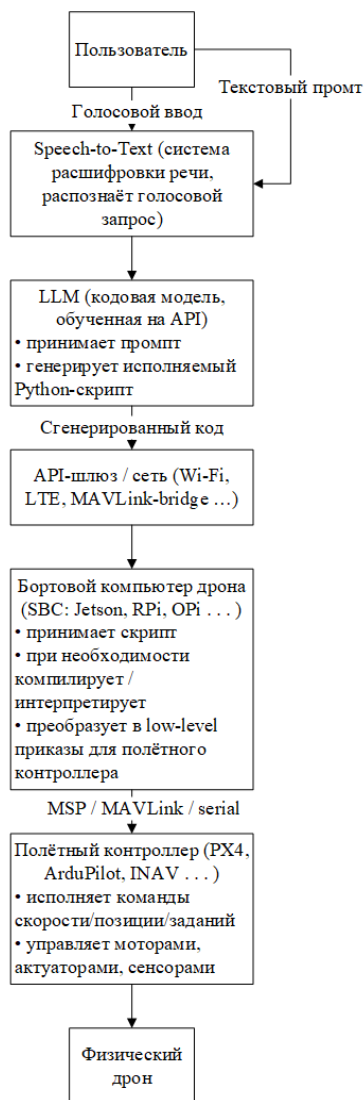 Пользователь
Текстовый промт
Голосовой ввод
Speech-to-Text (система
расшифровки речи,
распознаёт голосовой
запрос)
LLM (кодовая модель,
обученная на API)
• принимает промпт
• генерирует исполняемый
Python-скрипт
Сгенерированный код
API-шлюз / сеть (Wi-Fi,
LTE, MAVLink-bridge ...)
Бортовой компьютер дрона
(SBC: Jetson, RPi, OPi . . . )
• принимает скрипт
• при необходимости
компилирует /
интерпретирует
• преобразует в low-level
приказы для полётного
контроллера
MSP / MAVLink / serial
Полётный контроллер (PX4,
ArduPilot, INAV . . . )
• исполняет команды
скорости/позиции/заданий
• управляет моторами,
актуаторами, сенсорами
Физический
дрон